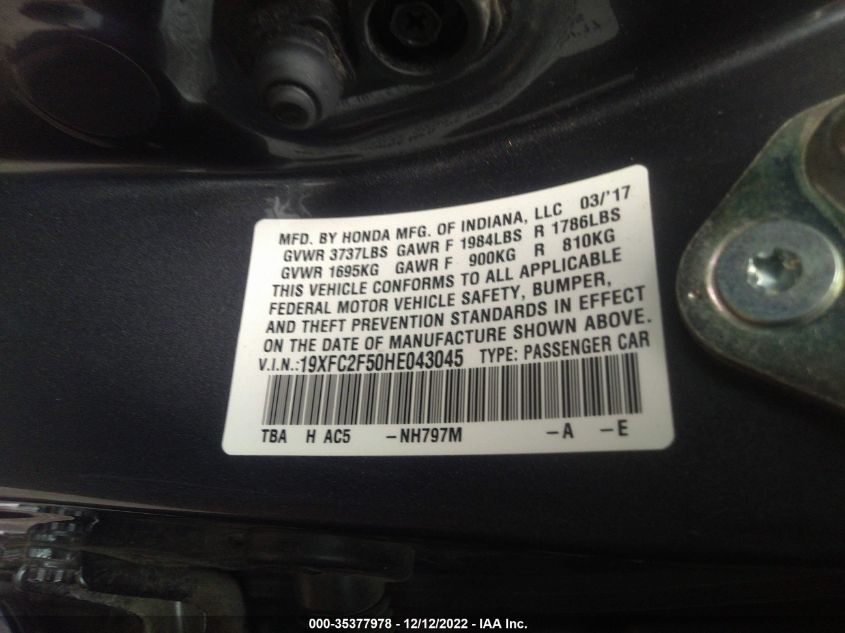 MFD. BY HONDA MFG. OF INDIANA, LLC 03/'17
GVWR 3737LBS GAWR F 1984LBS R 1786LBS
GVWR 1695KG GAWR F 900KG R 810KG
THIS VEHICLE CONFORMS TO ALL APPLICABLE
FEDERAL MOTOR VEHICLE SAFETY, BUMPER,
AND THEFT PREVENTION STANDARDS IN EFFECT
ON THE DATE OF MANUFACTURE SHOWN ABOVE.
V.I.N.:19XFC2F50HE043045 TYPE: PASSENGER CAR
TBA H AC5 -NH797M -A -E
000-35377978 - 12/12/2022 - IAA Inc.